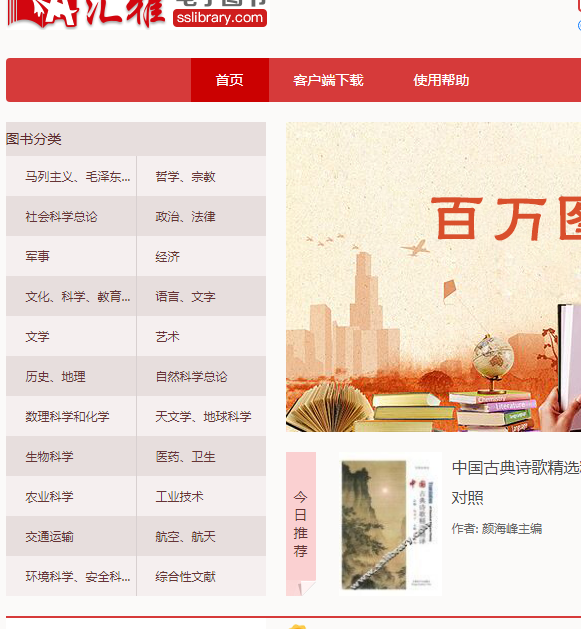 汇雅 电子图书
sslibrary.com
首页 客户端下载 使用帮助
图书分类
马列主义、毛泽东... 哲学、宗教
社会科学总论 政治、法律
军事 经济
文化、科学、教育... 语言、文字
文学 艺术
历史、地理 自然科学总论
数理科学和化学 天文学、地球科学
生物科学 医药、卫生
农业科学 工业技术
交通运输 航空、航天
环境科学、安全科... 综合性文献
百万图
Chemistry
Literature
今日推荐
中国古典诗歌精选
对照
作者: 颜海峰主编